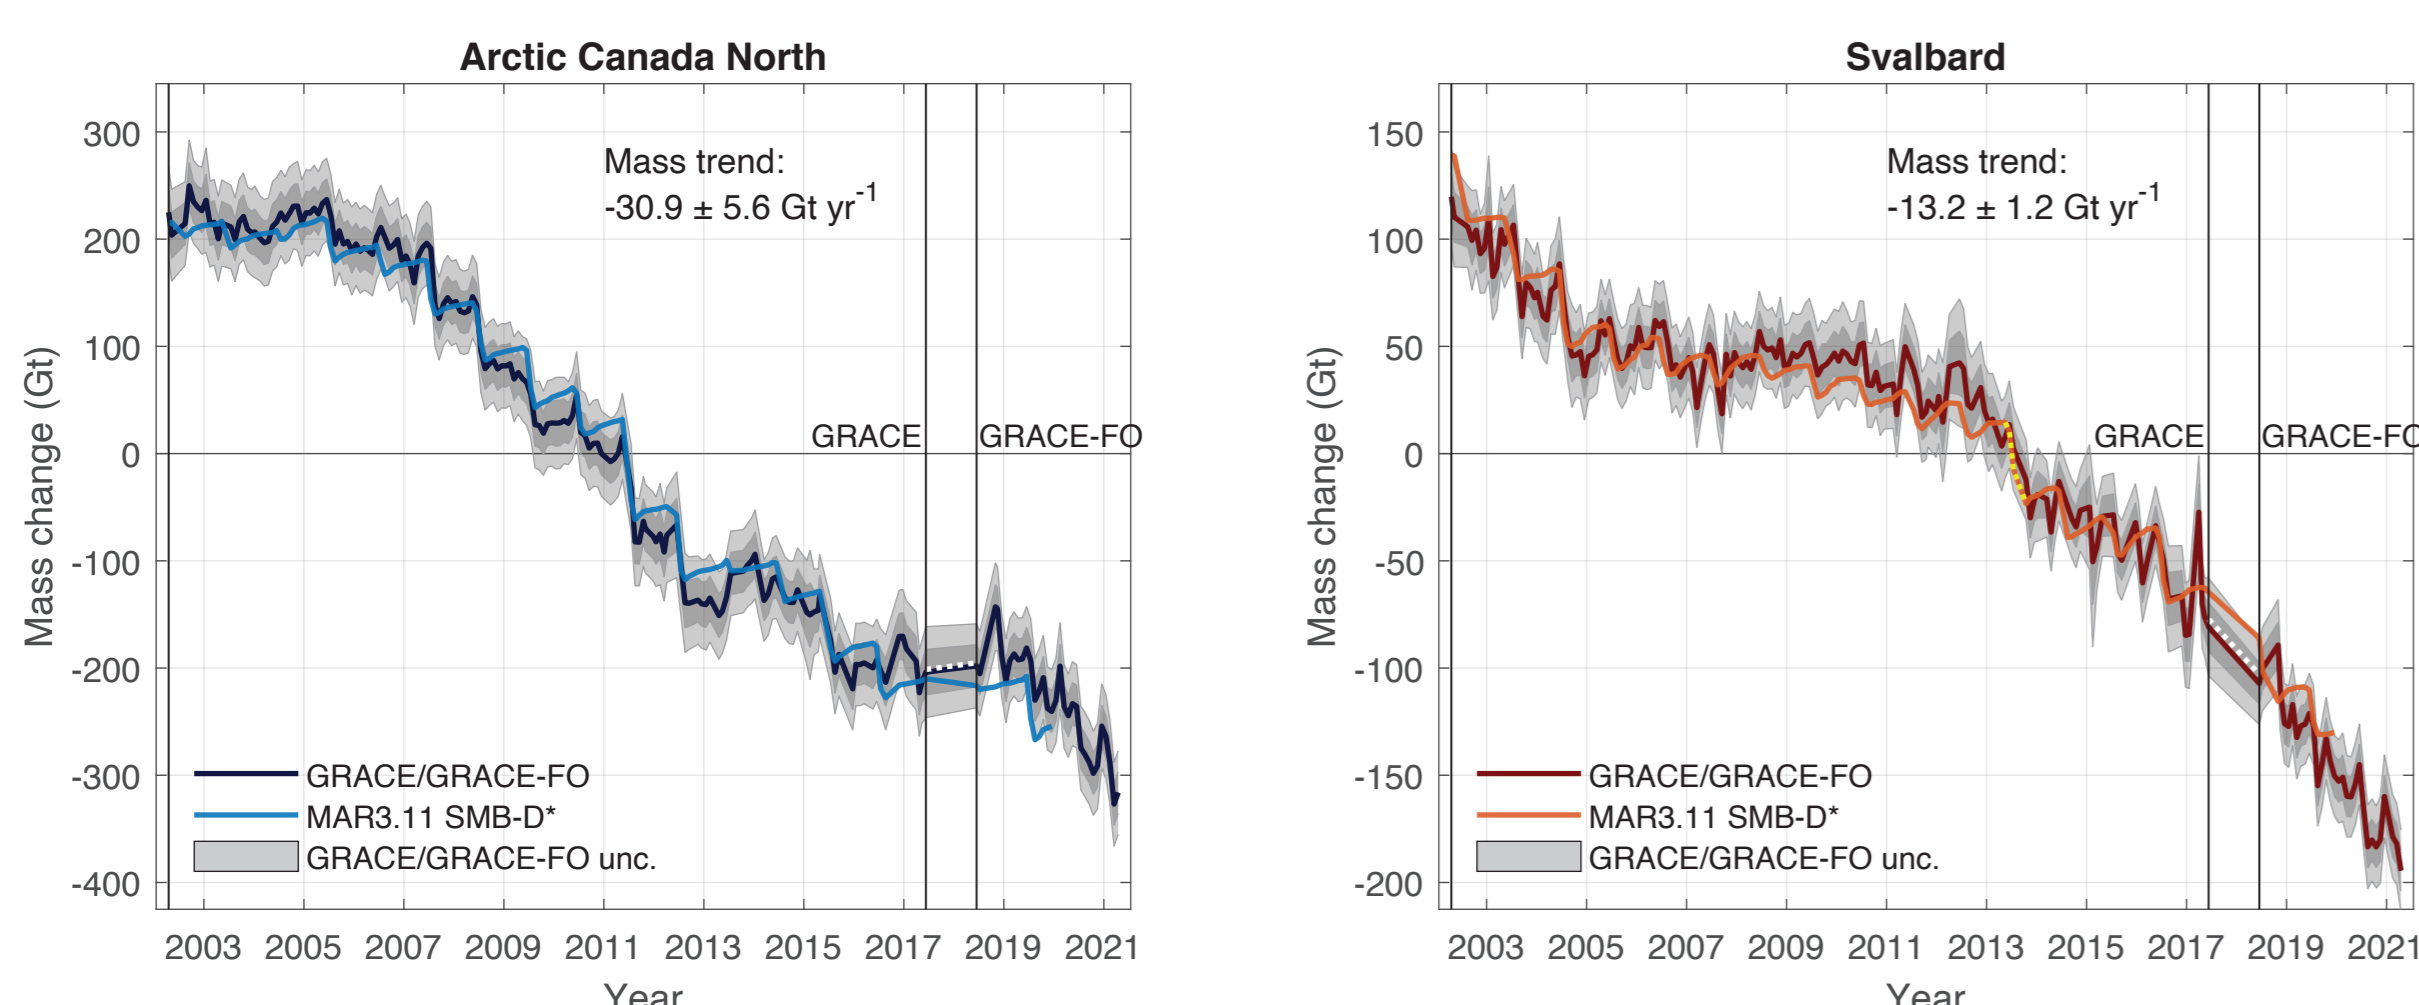 Arctic Canada North
Mass change (Gt)
300
200
100
0
-100
-200
-300
-400
Mass trend:
-30.9 ± 5.6 Gt yr-1
GRACE
GRACE-FO
GRACE/GRACE-FO
MAR3.11 SMB-D*
GRACE/GRACE-FO unc.
2003 2005 2007 2009 2011 2013 2015 2017 2019 2021
Year
Svalbard
Mass change (Gt)
150
100
50
0
-50
-100
-150
-200
Mass trend:
-13.2 ± 1.2 Gt yr-1
GRACE
GRACE-FO
GRACE/GRACE-FO
MAR3.11 SMB-D*
GRACE/GRACE-FO unc.
2003 2005 2007 2009 2011 2013 2015 2017 2019 2021
Year